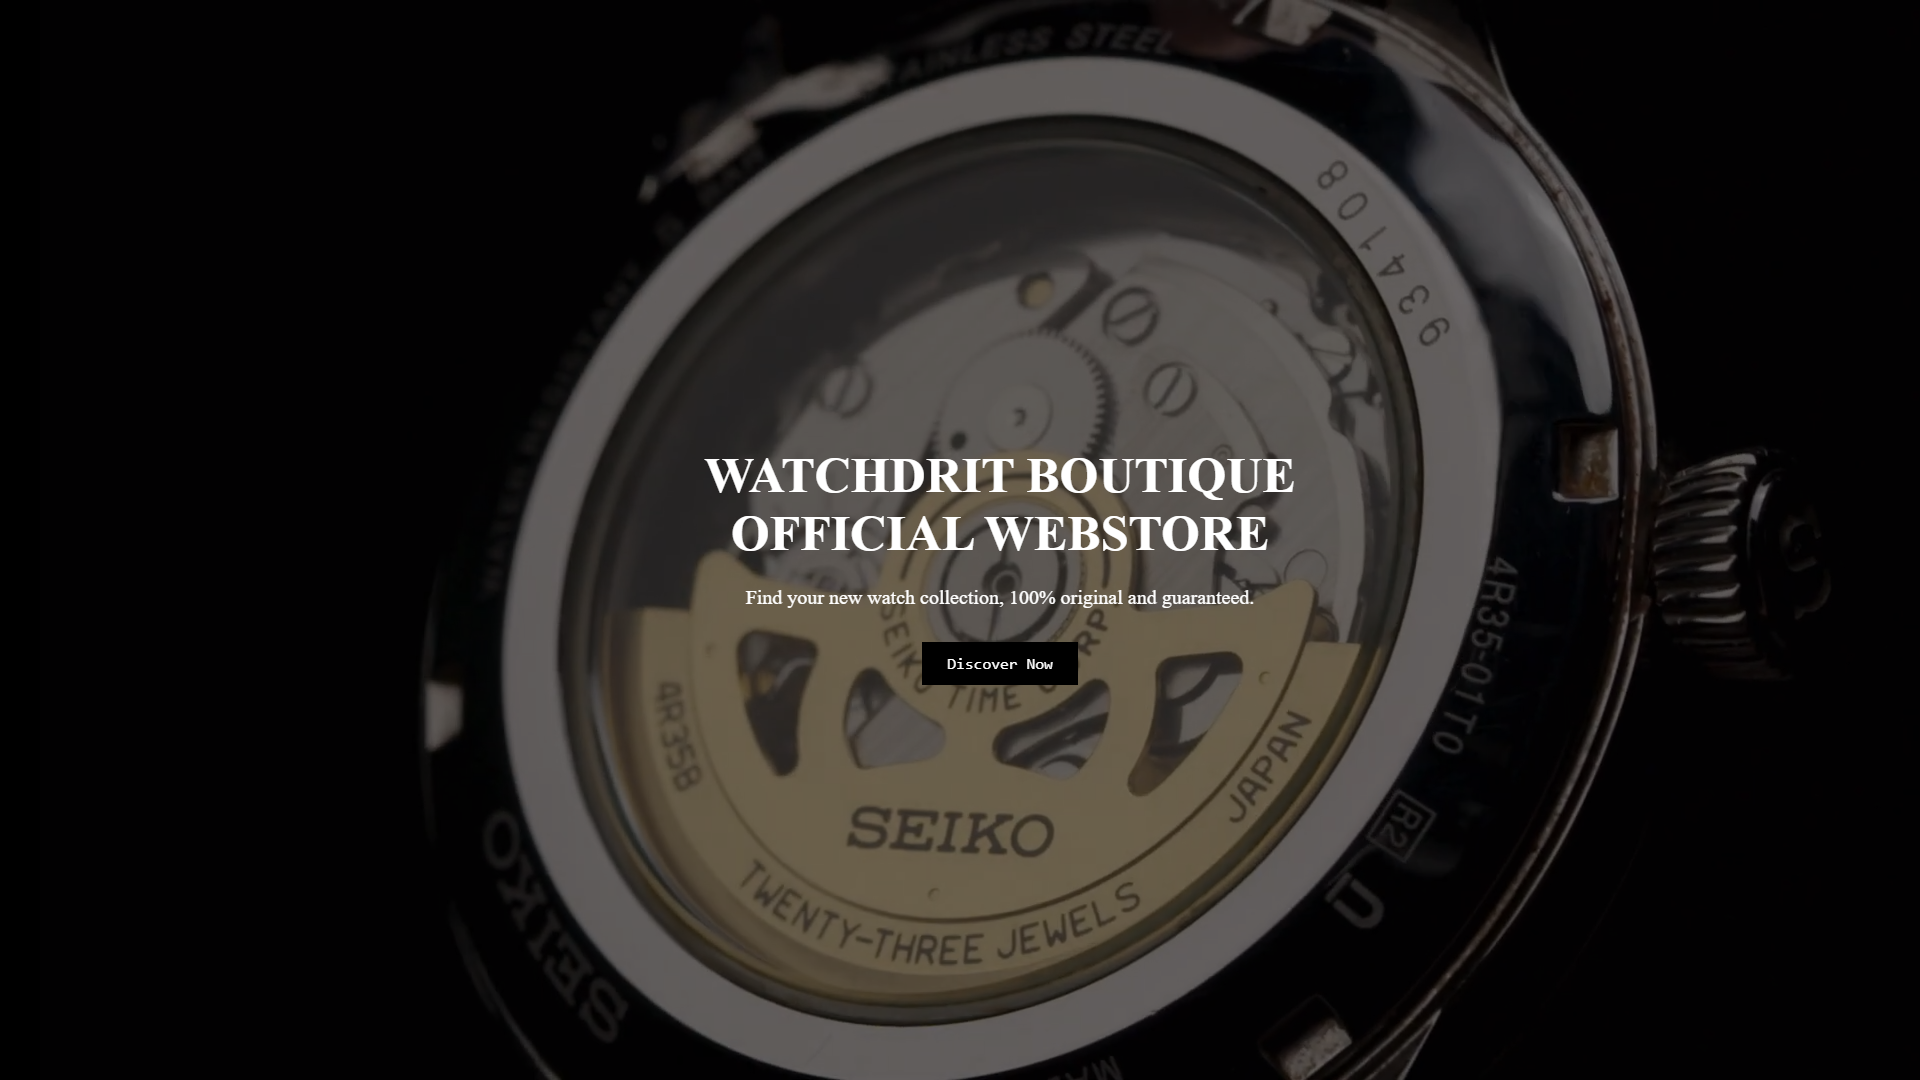 STAINLESS STEEL
934108
WATCHDRIT BOUTIQUE
OFFICIAL WEBSTORE
Find your new watch collection, 100% original and guaranteed.
Discover Now
SEIKO TIME CORP.
4R35B
SEIKO
JAPAN
TWENTY-THREE JEWELS
4R35-01T0
R2
SEIKO